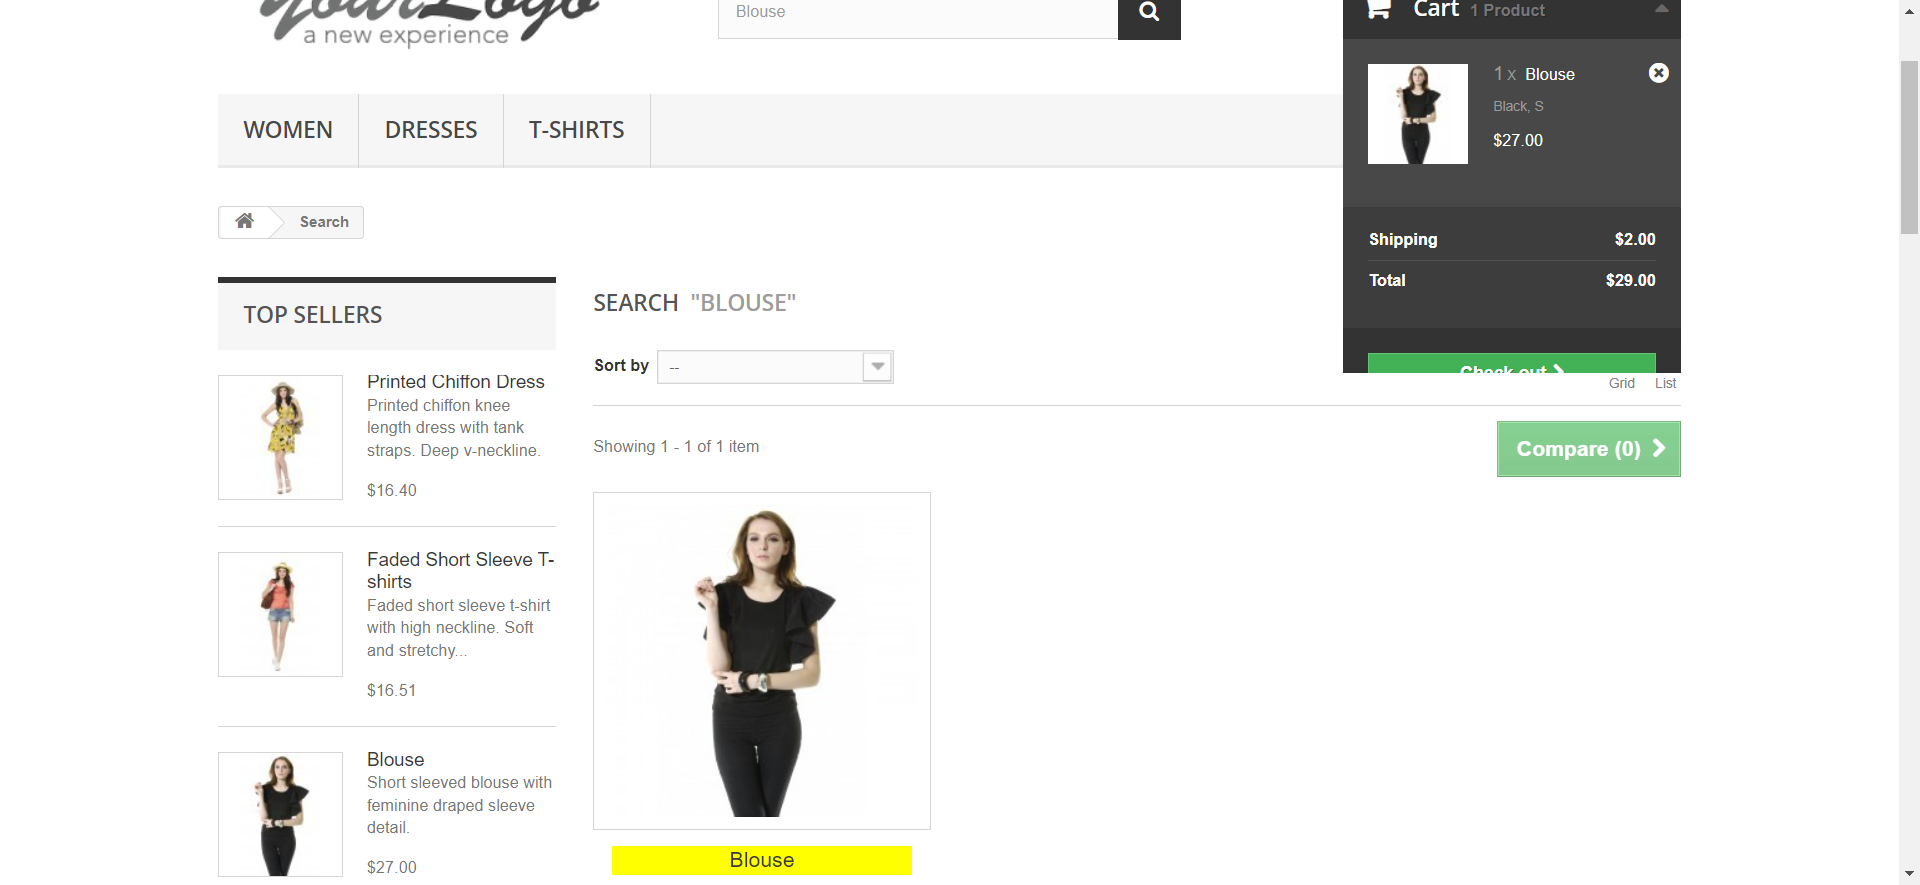 yourLogo
a new experience
Blouse
Cart 1 Product
1 x Blouse
Black, S
$27.00
Shipping $2.00
Total $29.00
Check out
WOMEN
DRESSES
T-SHIRTS
Search
TOP SELLERS
Printed Chiffon Dress
Printed chiffon knee
length dress with tank
straps. Deep v-neckline.
$16.40
Faded Short Sleeve T-
shirts
Faded short sleeve t-shirt
with high neckline. Soft
and stretchy...
$16.51
Blouse
Short sleeved blouse with
feminine draped sleeve
detail.
$27.00
SEARCH "BLOUSE"
Sort by --
Grid List
Showing 1 - 1 of 1 item
Compare (0)
Blouse